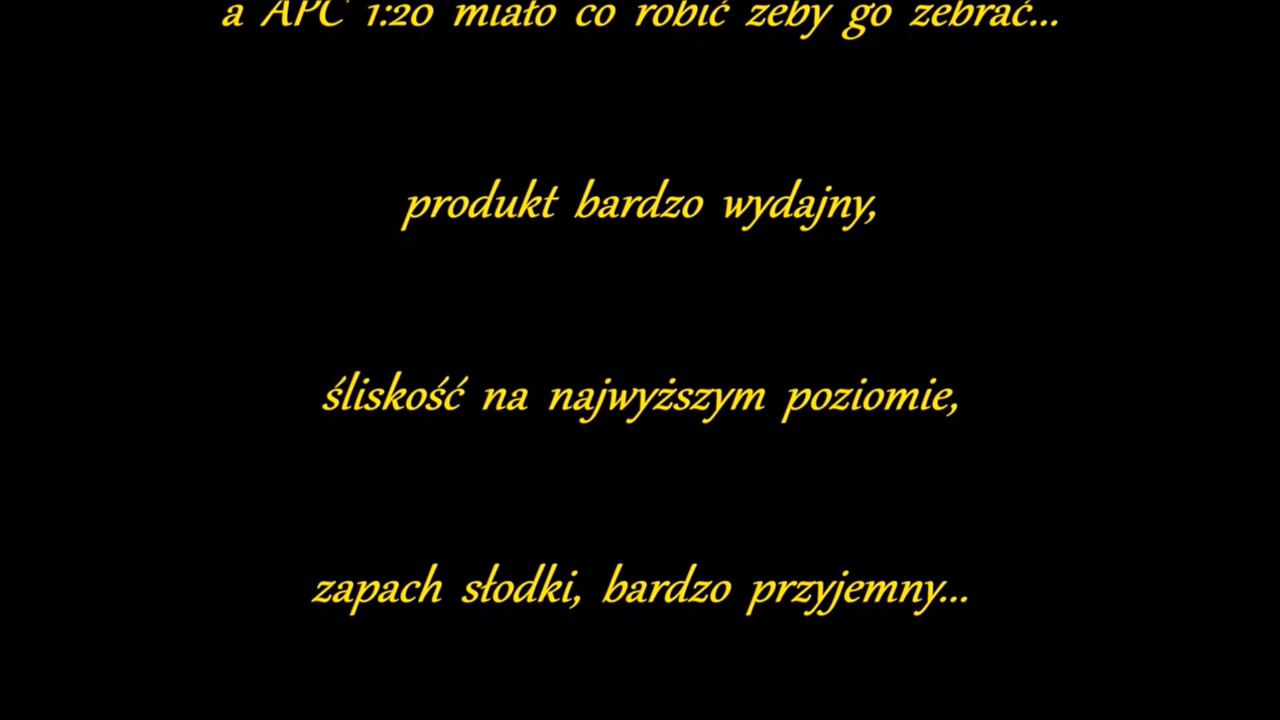 a APC 1:20 miało co robić żeby go zebrać...
produkt bardzo wydajny,
śliskość na najwyższym poziomie,
zapach słodki, bardzo przyjemny...